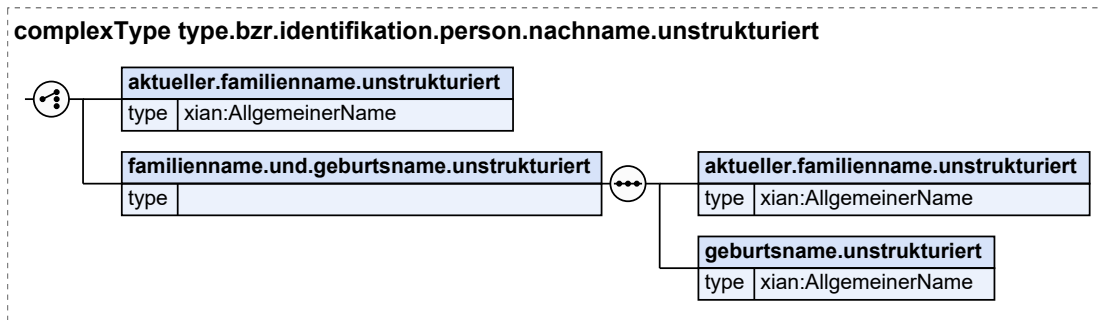 complexType type.bzr.identifikation.person.nachname.unstrukturiert
aktueller.familienname.unstrukturiert
type xian:AllgemeinerName
familienname.und.geburtsname.unstrukturiert
type
aktueller.familienname.unstrukturiert
type xian:AllgemeinerName
geburtsname.unstrukturiert
type xian:AllgemeinerName